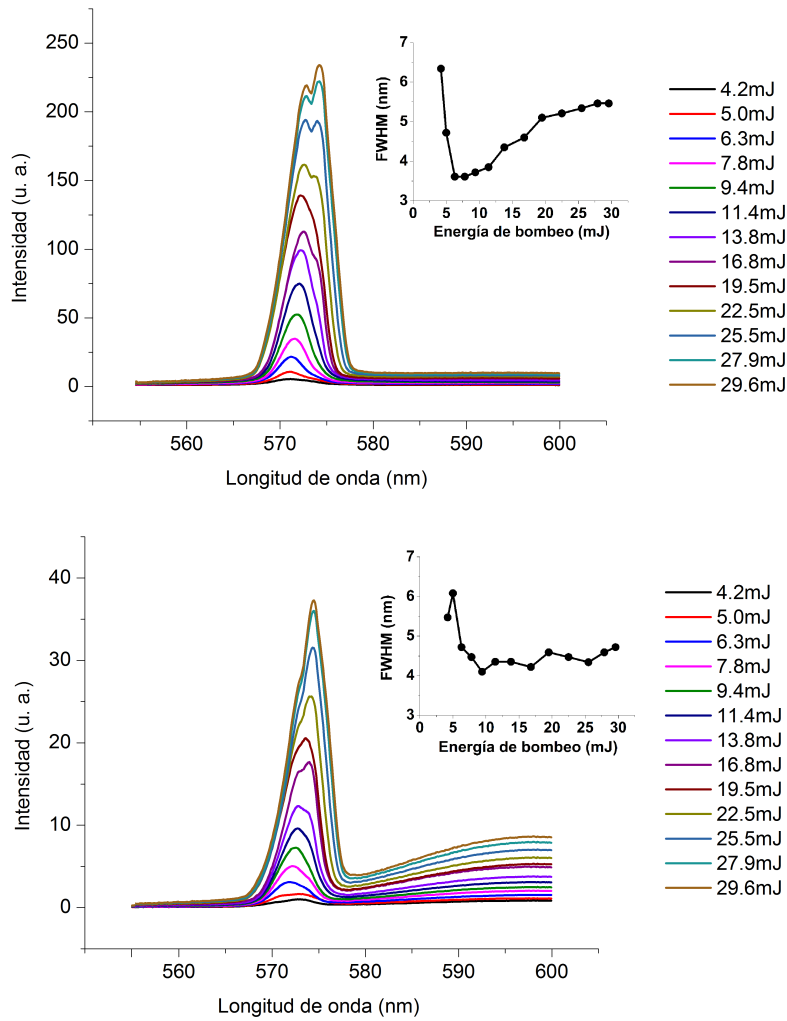 250
200
150
100
50
0
Intensidad (u. a.)
560
570
580
590
600
Longitud de onda (nm)
7
6
5
4
3
FWHM (nm)
0
5
10
15
20
25
30
Energía de bombeo (mJ)
4.2mJ
5.0mJ
6.3mJ
7.8mJ
9.4mJ
11.4mJ
13.8mJ
16.8mJ
19.5mJ
22.5mJ
25.5mJ
27.9mJ
29.6mJ
40
30
20
10
0
Intensidad (u. a.)
560
570
580
590
600
Longitud de onda (nm)
7
6
5
4
3
FWHM (nm)
0
5
10
15
20
25
30
Energía de bombeo (mJ)
4.2mJ
5.0mJ
6.3mJ
7.8mJ
9.4mJ
11.4mJ
13.8mJ
16.8mJ
19.5mJ
22.5mJ
25.5mJ
27.9mJ
29.6mJ